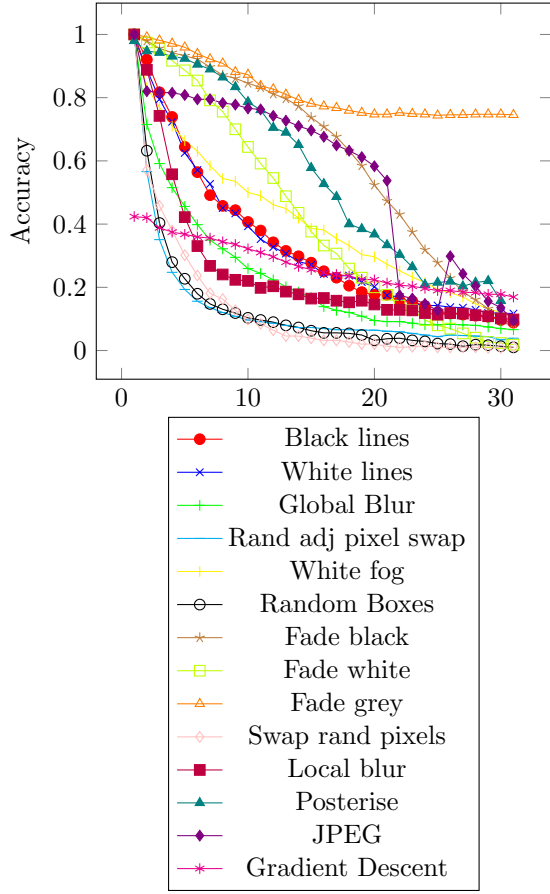 1
0.8
0.6
0.4
0.2
0
Accuracy
0 10 20 30
Black lines
White lines
Global Blur
Rand adj pixel swap
White fog
Random Boxes
Fade black
Fade white
Fade grey
Swap rand pixels
Local blur
Posterise
JPEG
Gradient Descent